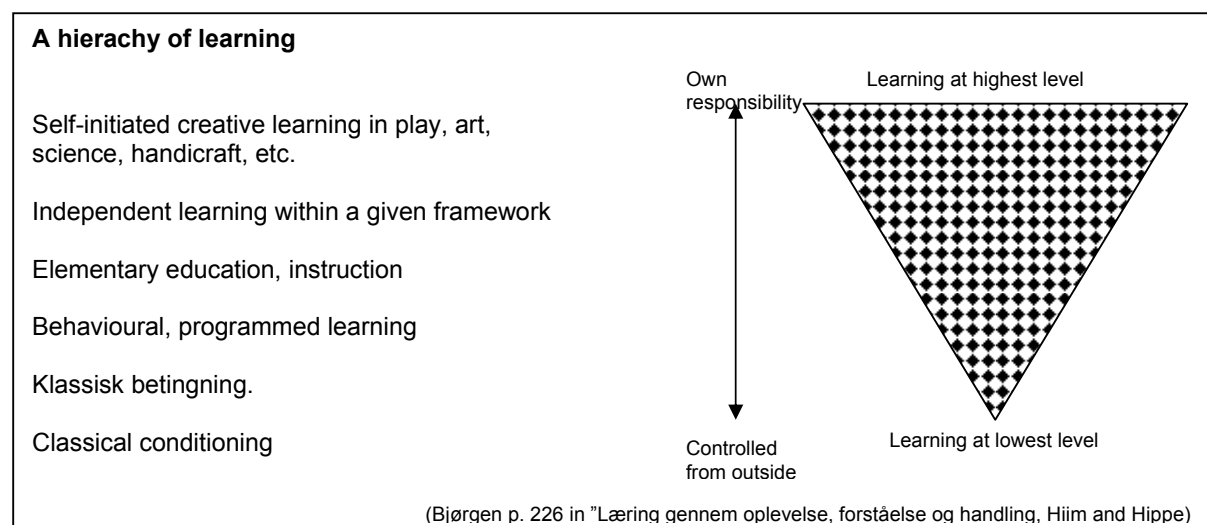 A hierachy of learning
Self-initiated creative learning in play, art,
science, handicraft, etc.
Independent learning within a given framework
Elementary education, instruction
Behavioural, programmed learning
Klassisk betingning.
Classical conditioning
Own
responsibility
Learning at highest level
Controlled
from outside
Learning at lowest level
(Bjørgen p. 226 in ”Læring gennem oplevelse, forståelse og handling, Hiim and Hippe)